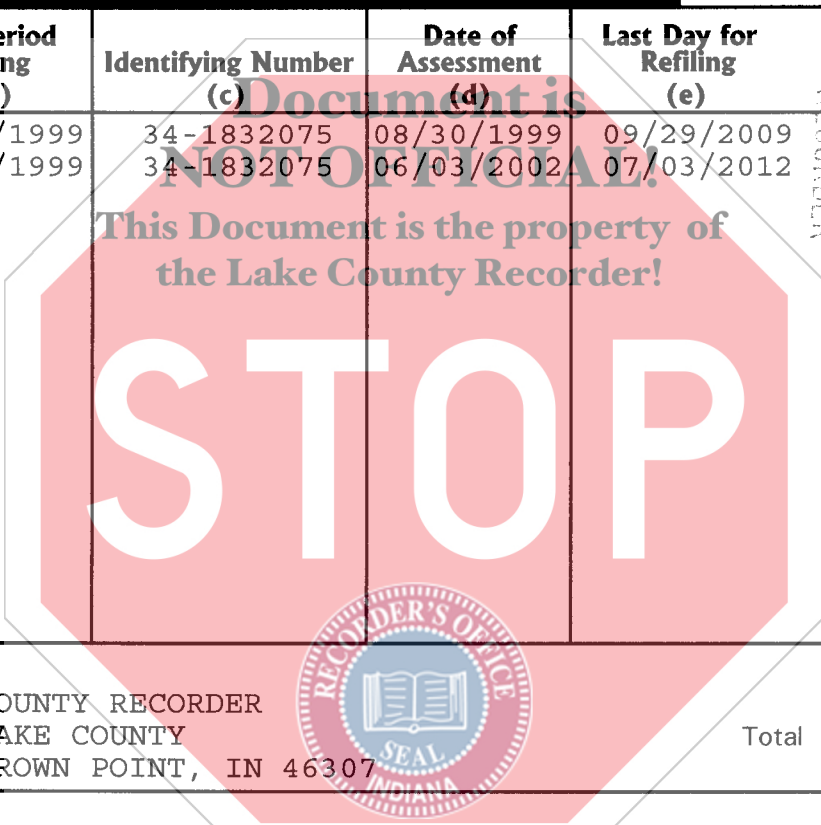 eriod Date of Last Day for
ng Identifying Number Assessment Refiling
) (c) (d) (e)
Document is
/1999 34-1832075 08/30/1999 09/29/2009
/1999 34-1832075 06/03/2002 07/03/2012
NOT OFFICIAL!
This Document is the property of
the Lake County Recorder!
STOP
RECORDER'S OFFICE
SEAL
INDIANA
OUNTY RECORDER
AKE COUNTY Total
ROWN POINT, IN 46307